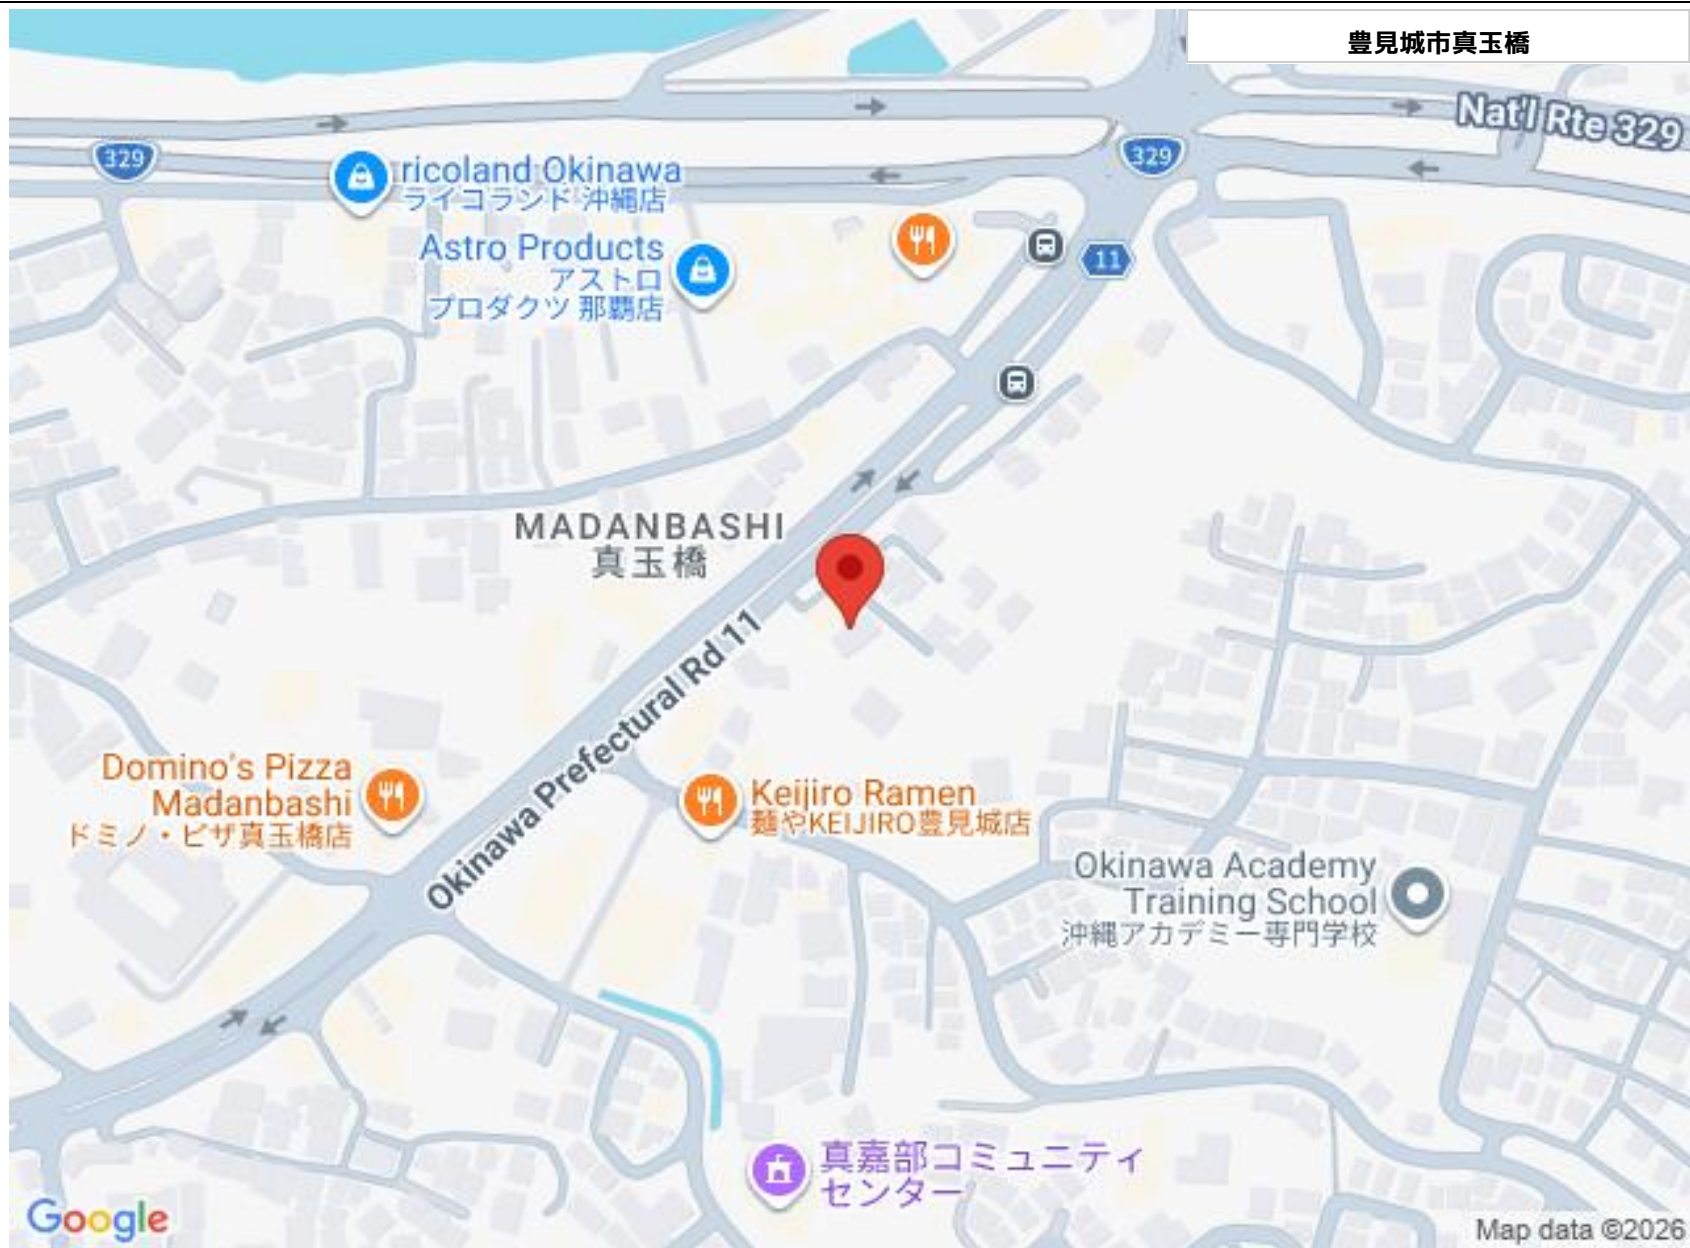 豊見城市真玉橋
Nat'l Rte 329
329
329
ricoland Okinawa
ライコランド 沖縄店
Astro Products
アストロ
プロダクツ 那覇店
11
MADANBASHI
真玉橋
Okinawa Prefectural Rd 11
Domino's Pizza
Madanbashi
ドミノ・ピザ真玉橋店
Keijiro Ramen
麺やKEIJIRO豊見城店
Okinawa Academy
Training School
沖縄アカデミー専門学校
真嘉部コミュニティ
センター
Google
Map data ©2026